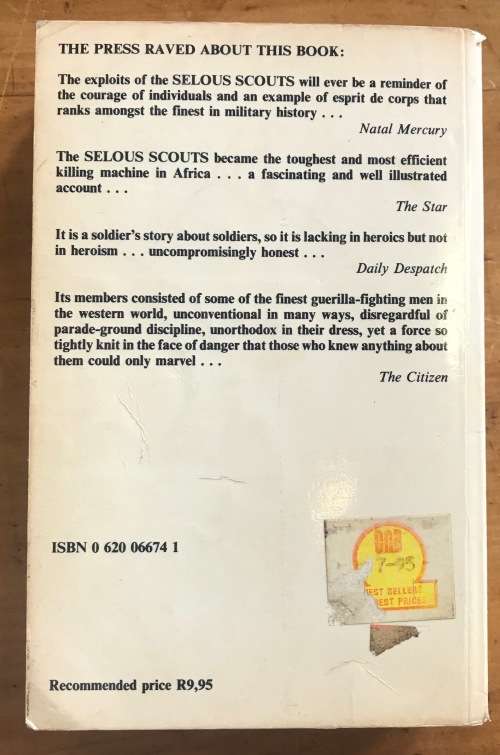 THE PRESS RAVED ABOUT THIS BOOK:
The exploits of the SELOUS SCOUTS will ever be a reminder of
the courage of individuals and an example of esprit de corps that
ranks amongst the finest in military history . . .
Natal Mercury
The SELOUS SCOUTS became the toughest and most efficient
killing machine in Africa . . . a fascinating and well illustrated
account . . .
The Star
It is a soldier's story about soldiers, so it is lacking in heroics but not
in heroism . . . uncompromisingly honest . . .
Daily Despatch
Its members consisted of some of the finest guerilla-fighting men in
the western world, unconventional in many ways, disregardful of
parade-ground discipline, unorthodox in their dress, yet a force so
tightly knit in the face of danger that those who knew anything about
them could only marvel . . .
The Citizen
ISBN 0 620 06674 1
7-95
EST SELLERS
EST PRICES
Recommended price R9,95